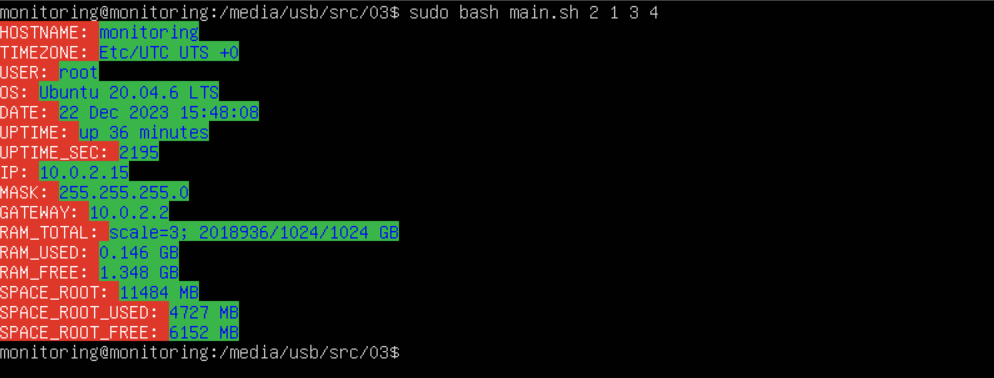 monitoring@monitoring:/media/usb/src/03$ sudo bash main.sh 2 1 3 4
HOSTNAME: monitoring
TIMEZONE: Etc/UTC UTS +0
USER: root
OS: Ubuntu 20.04.6 LTS
DATE: 22 Dec 2023 15:48:08
UPTIME: up 36 minutes
UPTIME_SEC: 2195
IP: 10.0.2.15
MASK: 255.255.255.0
GATEWAY: 10.0.2.2
RAM_TOTAL: scale=3; 2018936/1024/1024 GB
RAM_USED: 0.146 GB
RAM_FREE: 1.348 GB
SPACE_ROOT: 11484 MB
SPACE_ROOT_USED: 4727 MB
SPACE_ROOT_FREE: 6152 MB
monitoring@monitoring:/media/usb/src/03$